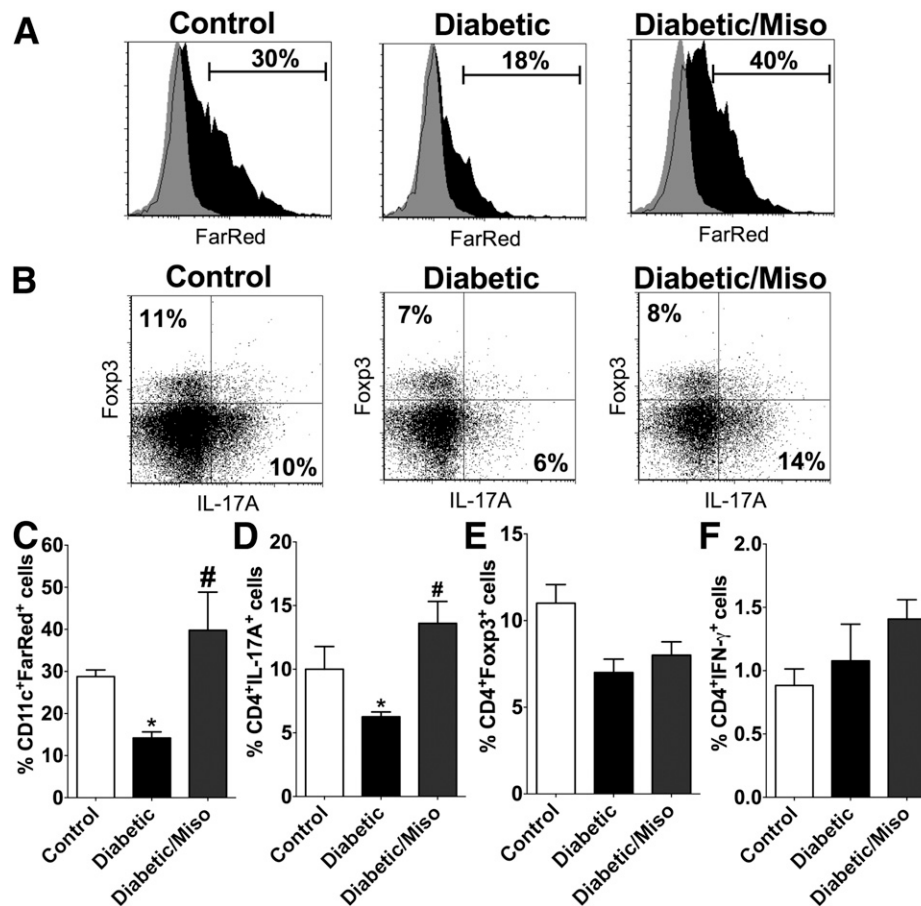 A
Control
Diabetic
Diabetic/Miso
30%
18%
40%
FarRed
FarRed
FarRed
B
Control
Diabetic
Diabetic/Miso
11%
10%
Foxp3
IL-17A
7%
6%
Foxp3
IL-17A
8%
14%
Foxp3
IL-17A
C
% CD11c⁺FarRed⁺ cells
60
50
40
30
20
10
0
*
#
Control
Diabetic
Diabetic/Miso
D
% CD4⁺IL-17A⁺ cells
20
15
10
5
0
*
#
Control
Diabetic
Diabetic/Miso
E
% CD4⁺Foxp3⁺ cells
15
10
5
0
Control
Diabetic
Diabetic/Miso
F
% CD4⁺IFN-γ⁺ cells
2.0
1.5
1.0
0.5
0.0
Control
Diabetic
Diabetic/Miso